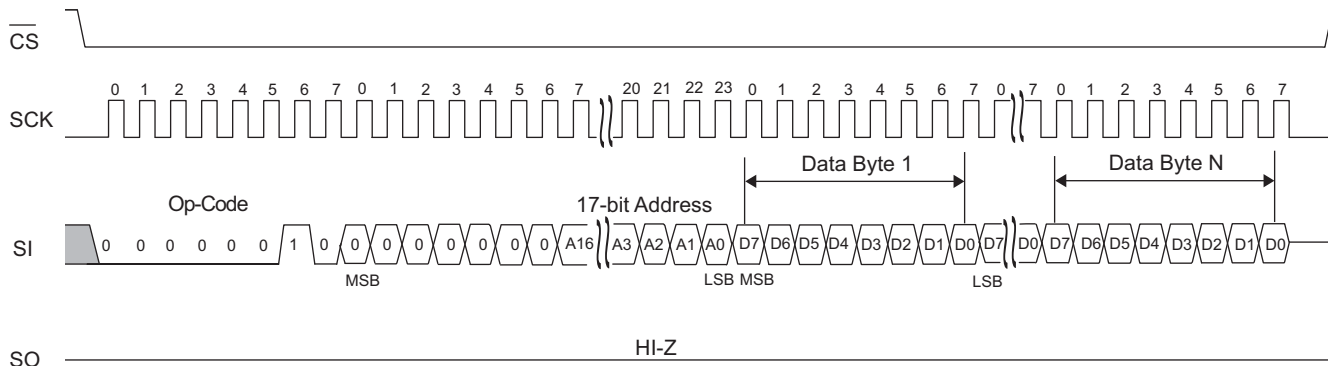 CS
0 1 2 3 4 5 6 7 0 1 2 3 4 5 6 7 20 21 22 23 0 1 2 3 4 5 6 7 0 7 0 1 2 3 4 5 6 7
SCK
Data Byte 1 Data Byte N
Op-Code 17-bit Address
SI 0 0 0 0 0 0 1 0 0 0 0 0 0 0 0 A16 A3 A2 A1 A0 D7 D6 D5 D4 D3 D2 D1 D0 D7 D0 D7 D6 D5 D4 D3 D2 D1 D0
MSB LSB MSB LSB
HI-Z
SO